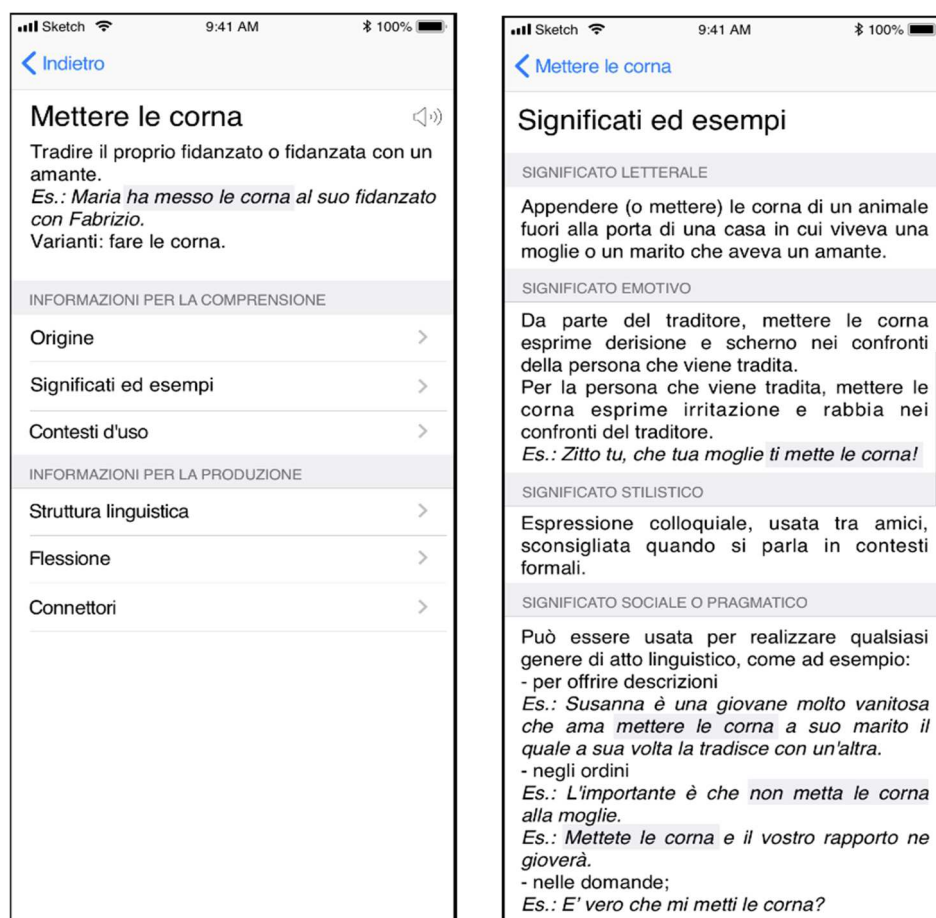 Sketch 9:41 AM 100%
Indietro
Mettere le corna
Tradire il proprio fidanzato o fidanzata con un
amante.
Es.: Maria ha messo le corna al suo fidanzato
con Fabrizio.
Varianti: fare le corna.
INFORMAZIONI PER LA COMPRENSIONE
Origine
Significati ed esempi
Contesti d'uso
INFORMAZIONI PER LA PRODUZIONE
Struttura linguistica
Flessione
Connettori
Sketch 9:41 AM 100%
Mettere le corna
Significati ed esempi
SIGNIFICATO LETTERALE
Appendere (o mettere) le corna di un animale
fuori alla porta di una casa in cui viveva una
moglie o un marito che aveva un amante.
SIGNIFICATO EMOTIVO
Da parte del traditore, mettere le corna
esprime derisione e scherno nei confronti
della persona che viene tradita.
Per la persona che viene tradita, mettere le
corna esprime irritazione e rabbia nei
confronti del traditore.
Es.: Zitto tu, che tua moglie ti mette le corna!
SIGNIFICATO STILISTICO
Espressione colloquiale, usata tra amici,
sconsigliata quando si parla in contesti
formali.
SIGNIFICATO SOCIALE O PRAGMATICO
Può essere usata per realizzare qualsiasi
genere di atto linguistico, come ad esempio:
- per offrire descrizioni
Es.: Susanna è una giovane molto vanitosa
che ama mettere le corna a suo marito il
quale a sua volta la tradisce con un'altra.
- negli ordini
Es.: L'importante è che non metta le corna
alla moglie.
Es.: Mettete le corna e il vostro rapporto ne
gioverà.
- nelle domande;
Es.: E' vero che mi metti le corna?